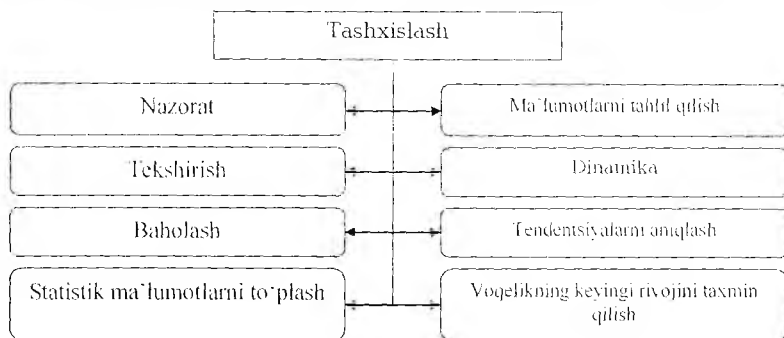 Tashxislash
Nazorat
Ma`lumotlarni tahlil qilish
Tekshirish
Dinamika
Baholash
Tendentsiyalarni aniqlash
Statistik ma`lumotlarni to`plash
Voqelikning keyingi rivojini taxmin
qilish